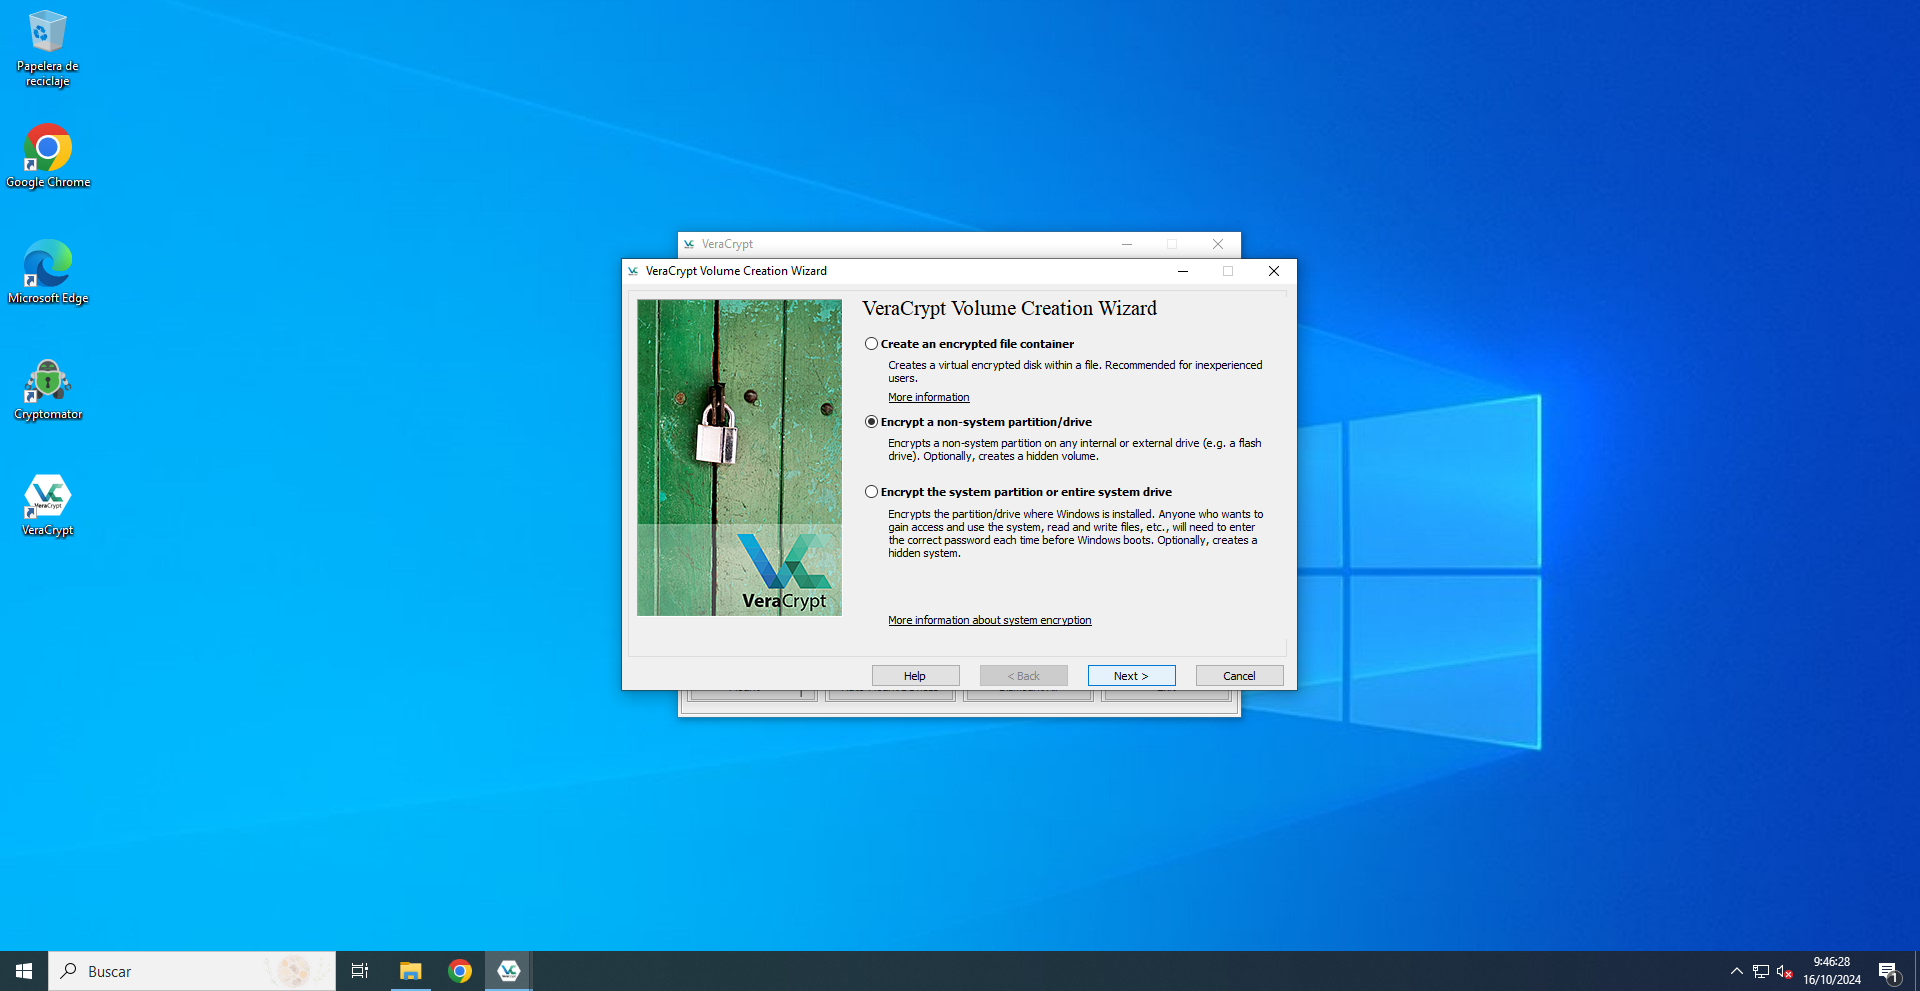 Papelera de
reciclaje
Google Chrome
Microsoft Edge
Cryptomator
VeraCrypt
VeraCrypt
VeraCrypt Volume Creation Wizard
VeraCrypt Volume Creation Wizard
Create an encrypted file container
Creates a virtual encrypted disk within a file. Recommended for inexperienced
users.
More information
Encrypt a non-system partition/drive
Encrypts a non-system partition on any internal or external drive (e.g. a flash
drive). Optionally, creates a hidden volume.
Encrypt the system partition or entire system drive
Encrypts the partition/drive where Windows is installed. Anyone who wants to
gain access and use the system, read and write files, etc., will need to enter
the correct password each time before Windows boots. Optionally, creates a
hidden system.
VeraCrypt
More information about system encryption
Help
< Back
Next >
Cancel
Buscar
9:46:28
16/10/2024
1